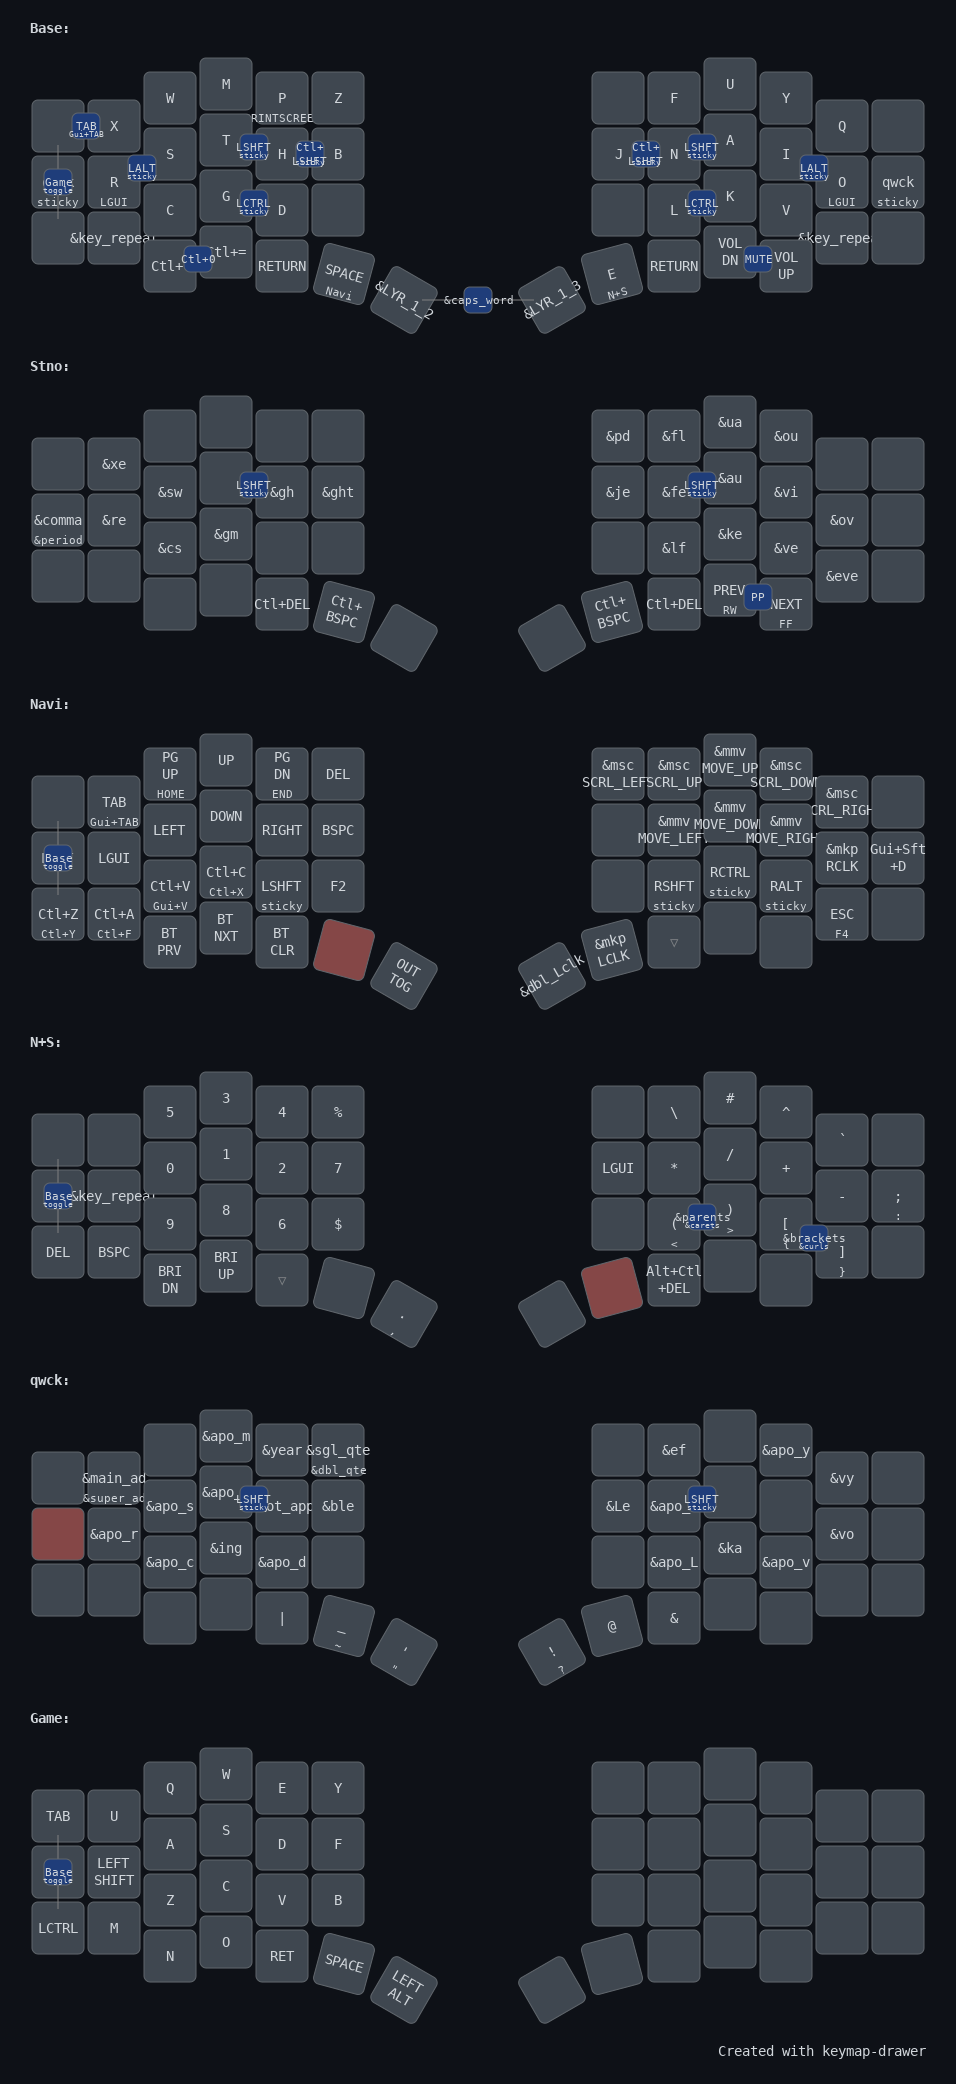 Base:
M
W P Z
RINTSCREE
TAB
Gui+TAB
X
T
S LSHFT
sticky
H Ctl+
LSHFT
B
LALT
sticky
Game
toggle
sticky
R
LGUI
G
C LCTRL
sticky
D
&key_repea
Ctl+ Ctl+0 Ctl+=
RETURN
SPACE
Navi
&LYR_1_2
&caps_word
U
F Y
Q
J Ctl+
LSHFT
N LSHFT
sticky
A
I
LALT
sticky
O
LGUI
qwck
sticky
L LCTRL
sticky
K
V
&key_repea
&LYR_1_3
E
N+S
RETURN
VOL
DN
MUTE
VOL
UP
Stno:
&xe
&sw LSHFT
sticky
&gh &ght
&comma
&period
&re
&gm
&cs
Ctl+DEL
Ctl+
BSPC
&pd &fl &ua &ou
&je &fe LSHFT
sticky
&au &vi
&ov
&lf &ke &ve
&eve
Ctl+
BSPC
Ctl+DEL
PREV
RW
PP
NEXT
FF
Navi:
PG
UP
HOME
UP
PG
DN
END
DEL
TAB
Gui+TAB
LEFT DOWN RIGHT BSPC
Base
toggle
LGUI
Ctl+V
Gui+V
Ctl+C
Ctl+X
LSHFT
sticky
F2
Ctl+Z
Ctl+Y
Ctl+A
Ctl+F
BT
PRV
BT
NXT
BT
CLR
OUT
TOG
&msc
SCRL_LEF
&msc
SCRL_UP
&mmv
MOVE_UP
&msc
SCRL_DOW
&msc
CRL_RIGH
&mmv
MOVE_LEF
&mmv
MOVE_DOW
&mmv
MOVE_RIGH
&mkp
RCLK
Gui+Sft
+D
RSHFT
sticky
RCTRL
sticky
RALT
sticky
ESC
F4
&dbl_Lclk
&mkp
LCLK
▽
N+S:
5 3 4 %
0 1 2 7
Base
toggle
&key_repea
9 8 6 $
DEL BSPC
BRI
DN
BRI
UP
▽
.
,
\ # ^
`
LGUI * / +
-
;
:
(
<
&parents
&carets
)
>
[
{
&brackets
&curls
]
}
Alt+Ctl
+DEL
qwck:
&apo_m
&year &sgl_qte
&dbl_qte
&main_ad
&super_ad
&apo_s &apo_ LSHFT
sticky
ot_app &ble
&apo_r
&apo_c &ing &apo_d
|
_
~
'
"
&ef &apo_y
&vy
&Le &apo_ LSHFT
sticky
&vo
&apo_L &ka &apo_v
!
?
@
&
Game:
Q W E Y
TAB U
A S D F
Base
toggle
LEFT
SHIFT
Z C V B
LCTRL M
N O RET
SPACE
LEFT
ALT
Created with keymap-drawer